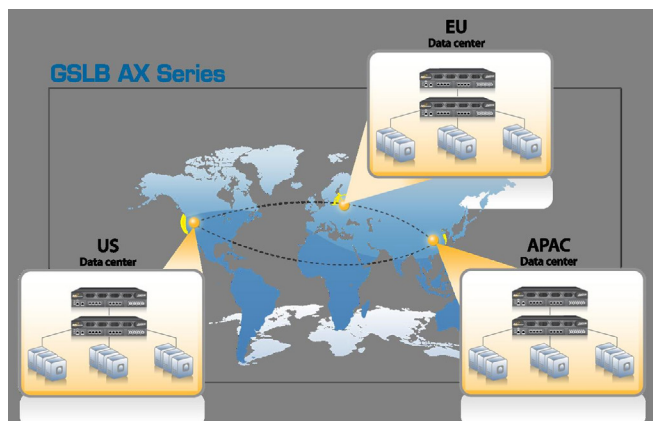 EU
Data center
GSLB AX Series
US
Data center
APAC
Data center